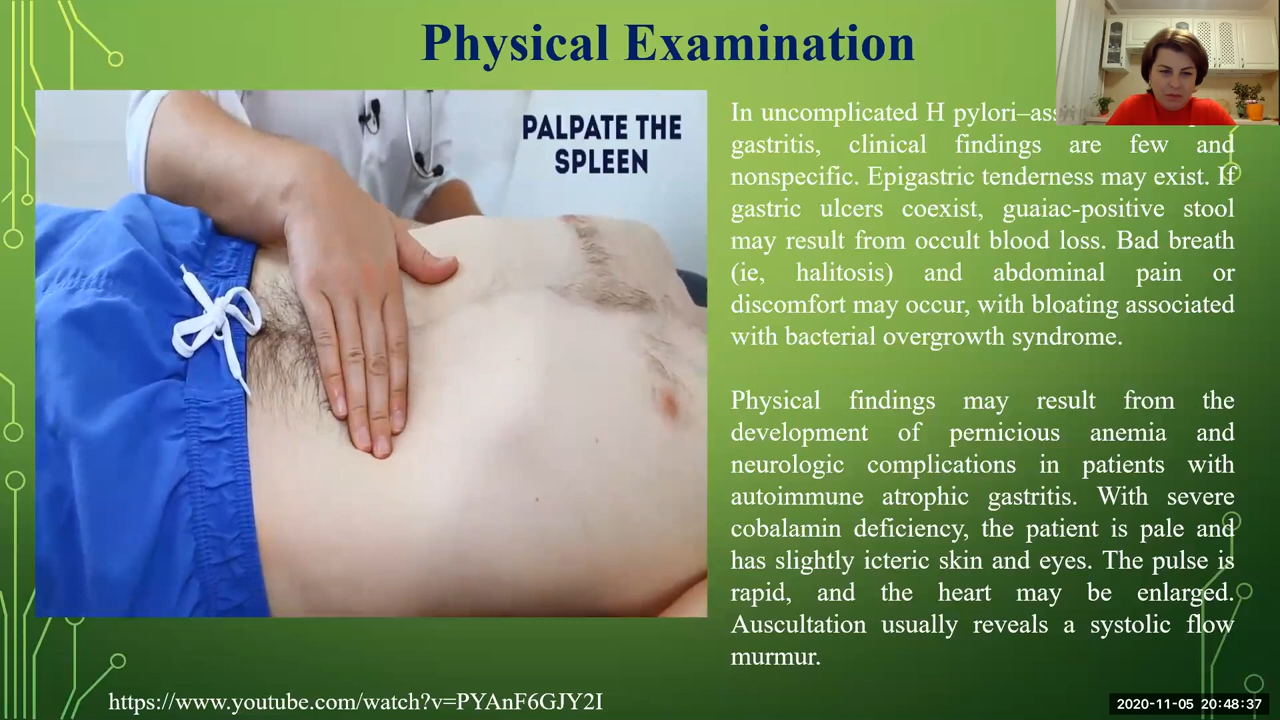 Physical Examination
PALPATE THE
SPLEEN
In uncomplicated H pylori–ass
gastritis, clinical findings are few and
nonspecific. Epigastric tenderness may exist. If
gastric ulcers coexist, guaiac-positive stool
may result from occult blood loss. Bad breath
(ie, halitosis) and abdominal pain or
discomfort may occur, with bloating associated
with bacterial overgrowth syndrome.
Physical findings may result from the
development of pernicious anemia and
neurologic complications in patients with
autoimmune atrophic gastritis. With severe
cobalamin deficiency, the patient is pale and
has slightly icteric skin and eyes. The pulse is
rapid, and the heart may be enlarged.
Auscultation usually reveals a systolic flow
murmur.
https://www.youtube.com/watch?v=PYAnF6GJY2I
2020-11-05 20:48:37